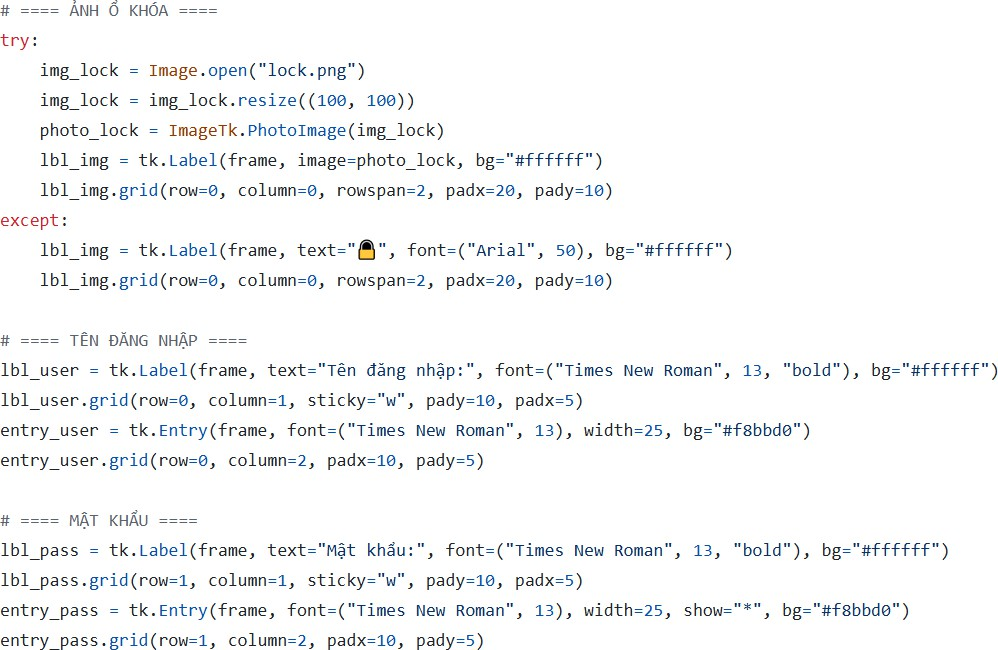 # ==== ẢNH Ổ KHÓA ====
try:
    img_lock = Image.open("lock.png")
    img_lock = img_lock.resize((100, 100))
    photo_lock = ImageTk.PhotoImage(img_lock)
    lbl_img = tk.Label(frame, image=photo_lock, bg="#ffffff")
    lbl_img.grid(row=0, column=0, rowspan=2, padx=20, pady=10)
except:
    lbl_img = tk.Label(frame, text="🔒", font=("Arial", 50), bg="#ffffff")
    lbl_img.grid(row=0, column=0, rowspan=2, padx=20, pady=10)

# ==== TÊN ĐĂNG NHẬP ====
lbl_user = tk.Label(frame, text="Tên đăng nhập:", font=("Times New Roman", 13, "bold"), bg="#ffffff")
lbl_user.grid(row=0, column=1, sticky="w", pady=10, padx=5)
entry_user = tk.Entry(frame, font=("Times New Roman", 13), width=25, bg="#f8bbd0")
entry_user.grid(row=0, column=2, padx=10, pady=5)

# ==== MẬT KHẨU ====
lbl_pass = tk.Label(frame, text="Mật khẩu:", font=("Times New Roman", 13, "bold"), bg="#ffffff")
lbl_pass.grid(row=1, column=1, sticky="w", pady=10, padx=5)
entry_pass = tk.Entry(frame, font=("Times New Roman", 13), width=25, show="*", bg="#f8bbd0")
entry_pass.grid(row=1, column=2, padx=10, pady=5)